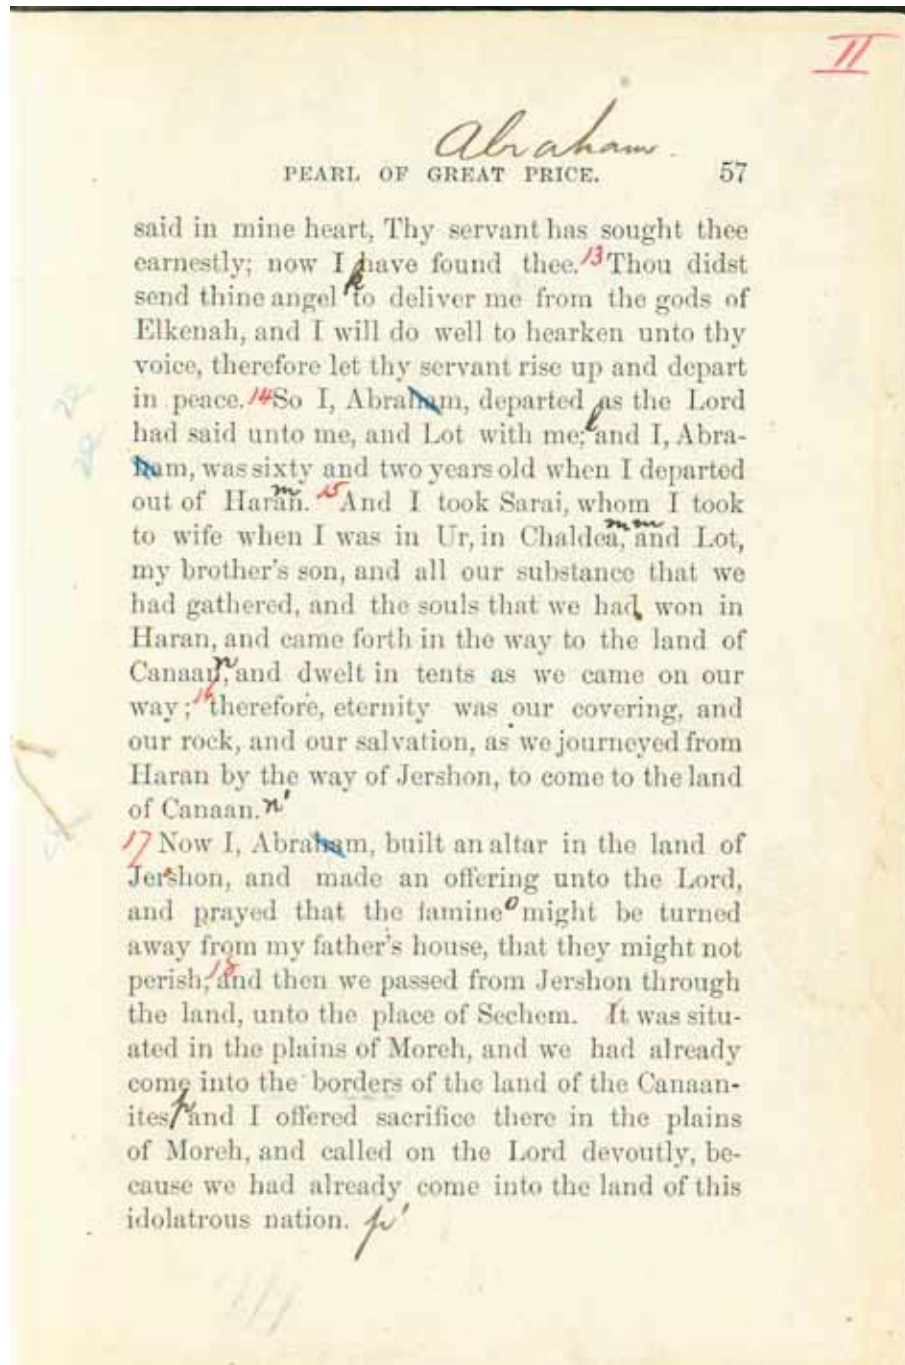 II
Abraham.
PEARL OF GREAT PRICE. 57
said in mine heart, Thy servant has sought thee
earnestly; now I have found thee. 13 Thou didst
send thine angel k to deliver me from the gods of
Elkenah, and I will do well to hearken unto thy
voice, therefore let thy servant rise up and depart
in peace. 14 So I, Abraham, departed as the Lord
had said unto me, and Lot with me; l and I, Abra-
ham, was sixty and two years old when I departed
out of Haran. m 15 And I took Sarai, whom I took
to wife when I was in Ur, in Chaldea, mm and Lot,
my brother's son, and all our substance that we
had gathered, and the souls that we had won in
Haran, and came forth in the way to the land of
Canaan, n and dwelt in tents as we came on our
way; 16 therefore, eternity was our covering, and
our rock, and our salvation, as we journeyed from
Haran by the way of Jershon, to come to the land
of Canaan. n'
17 Now I, Abraham, built an altar in the land of
Jershon, and made an offering unto the Lord,
and prayed that the famine o might be turned
away from my father's house, that they might not
perish; 18 and then we passed from Jershon through
the land, unto the place of Sechem. It was situ-
ated in the plains of Moreh, and we had already
come into the borders of the land of the Canaan-
ites, p and I offered sacrifice there in the plains
of Moreh, and called on the Lord devoutly, be-
cause we had already come into the land of this
idolatrous nation. p'